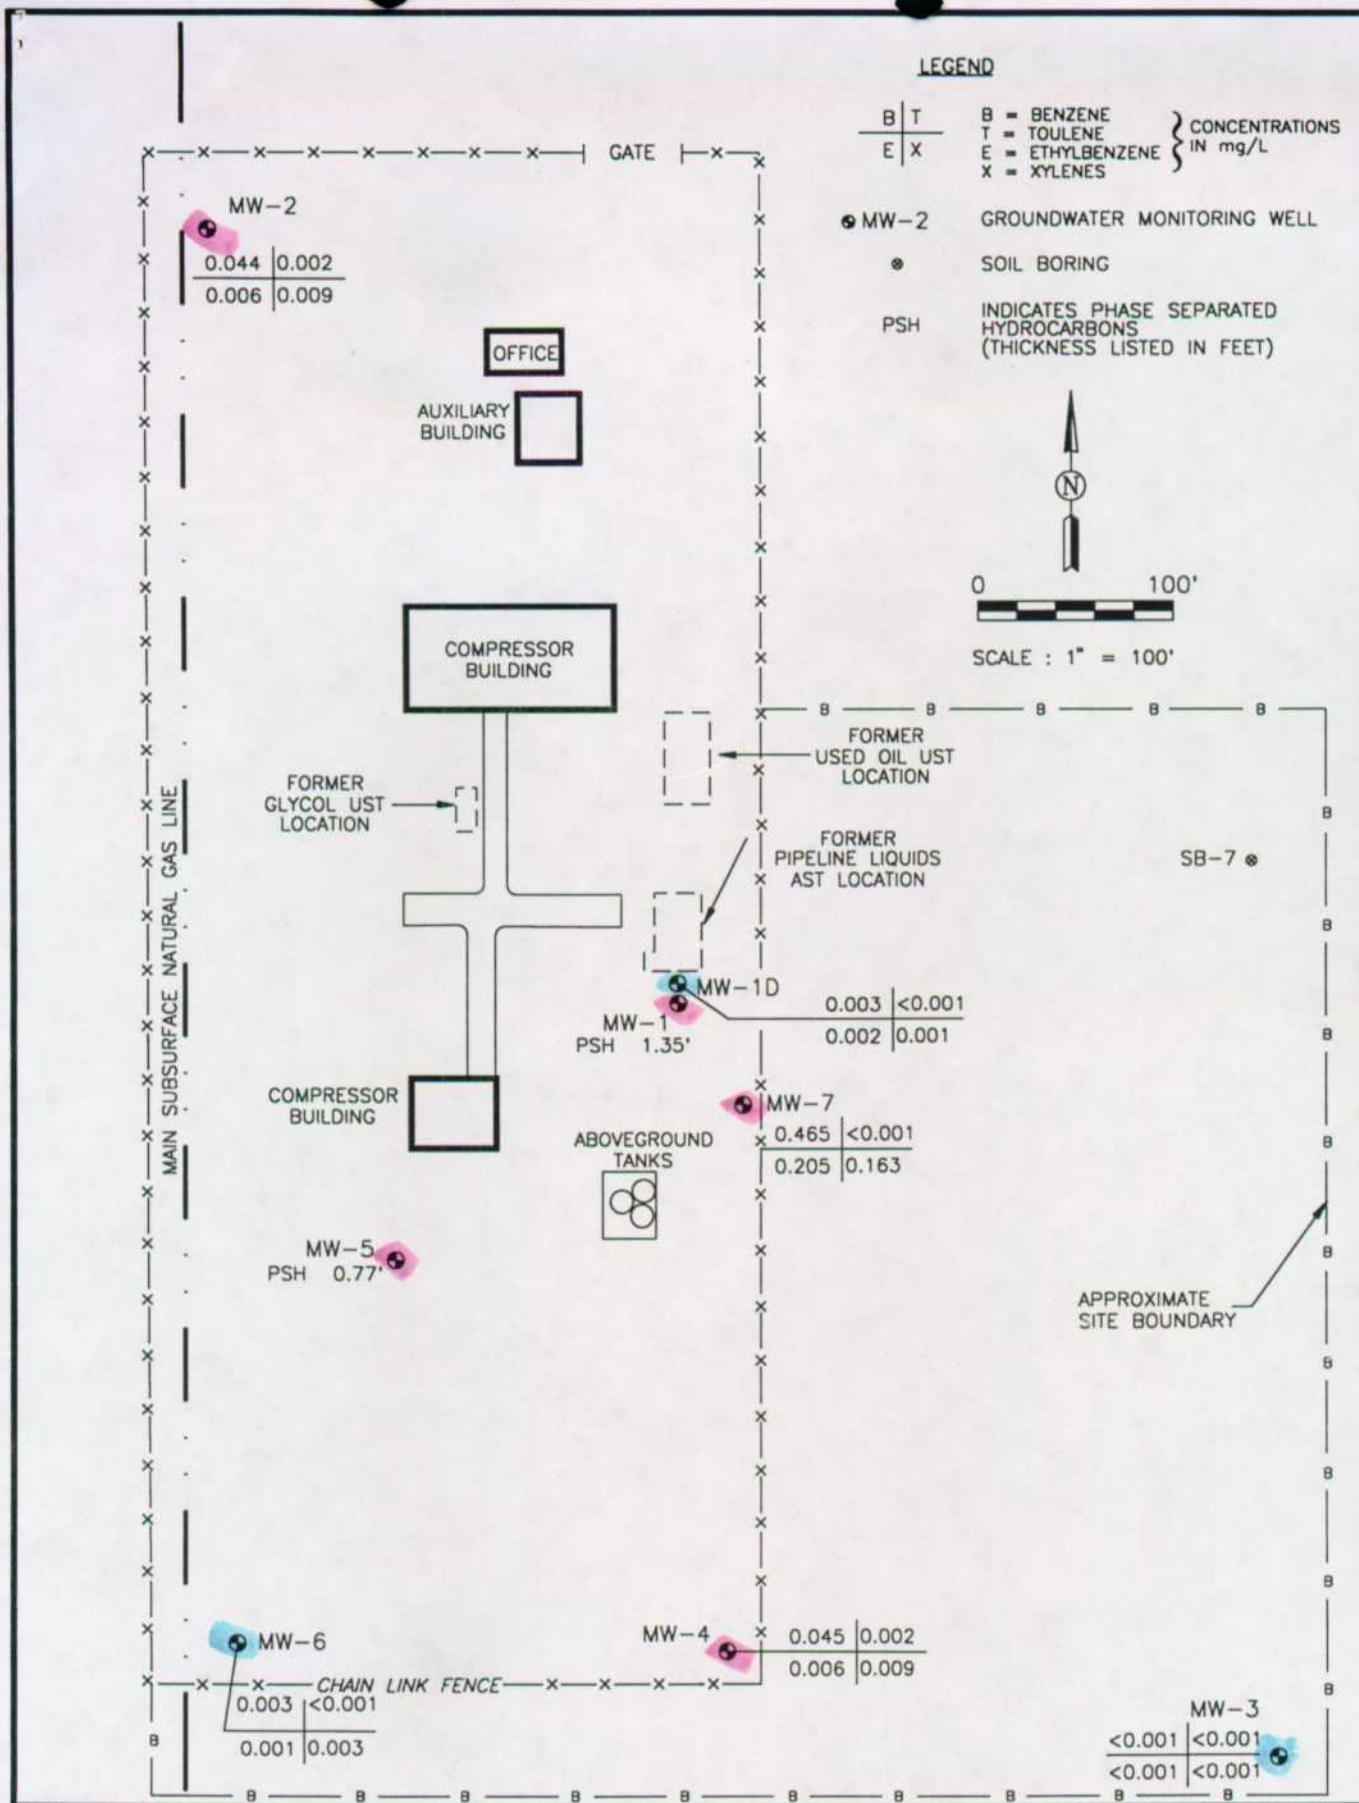 LEGEND
B | T
E | X
B = BENZENE
T = TOULENE
E = ETHYLBENZENE
X = XYLENES
CONCENTRATIONS
IN mg/L
MW-2
GROUNDWATER MONITORING WELL
SOIL BORING
PSH
INDICATES PHASE SEPARATED
HYDROCARBONS
(THICKNESS LISTED IN FEET)
N
0 100'
SCALE : 1" = 100'
GATE
MW-2
0.044 | 0.002
0.006 | 0.009
OFFICE
AUXILIARY
BUILDING
COMPRESSOR
BUILDING
FORMER
USED OIL UST
LOCATION
FORMER
GLYCOL UST
LOCATION
FORMER
PIPELINE LIQUIDS
AST LOCATION
SB-7
MAIN SUBSURFACE NATURAL GAS LINE
MW-1D
0.003 | <0.001
0.002 | 0.001
MW-1
PSH 1.35'
COMPRESSOR
BUILDING
MW-7
0.465 | <0.001
0.205 | 0.163
ABOVEGROUND
TANKS
MW-5
PSH 0.77'
APPROXIMATE
SITE BOUNDARY
MW-6
MW-4
0.045 | 0.002
0.006 | 0.009
CHAIN LINK FENCE
0.003 | <0.001
0.001 | 0.003
MW-3
<0.001 | <0.001
<0.001 | <0.001